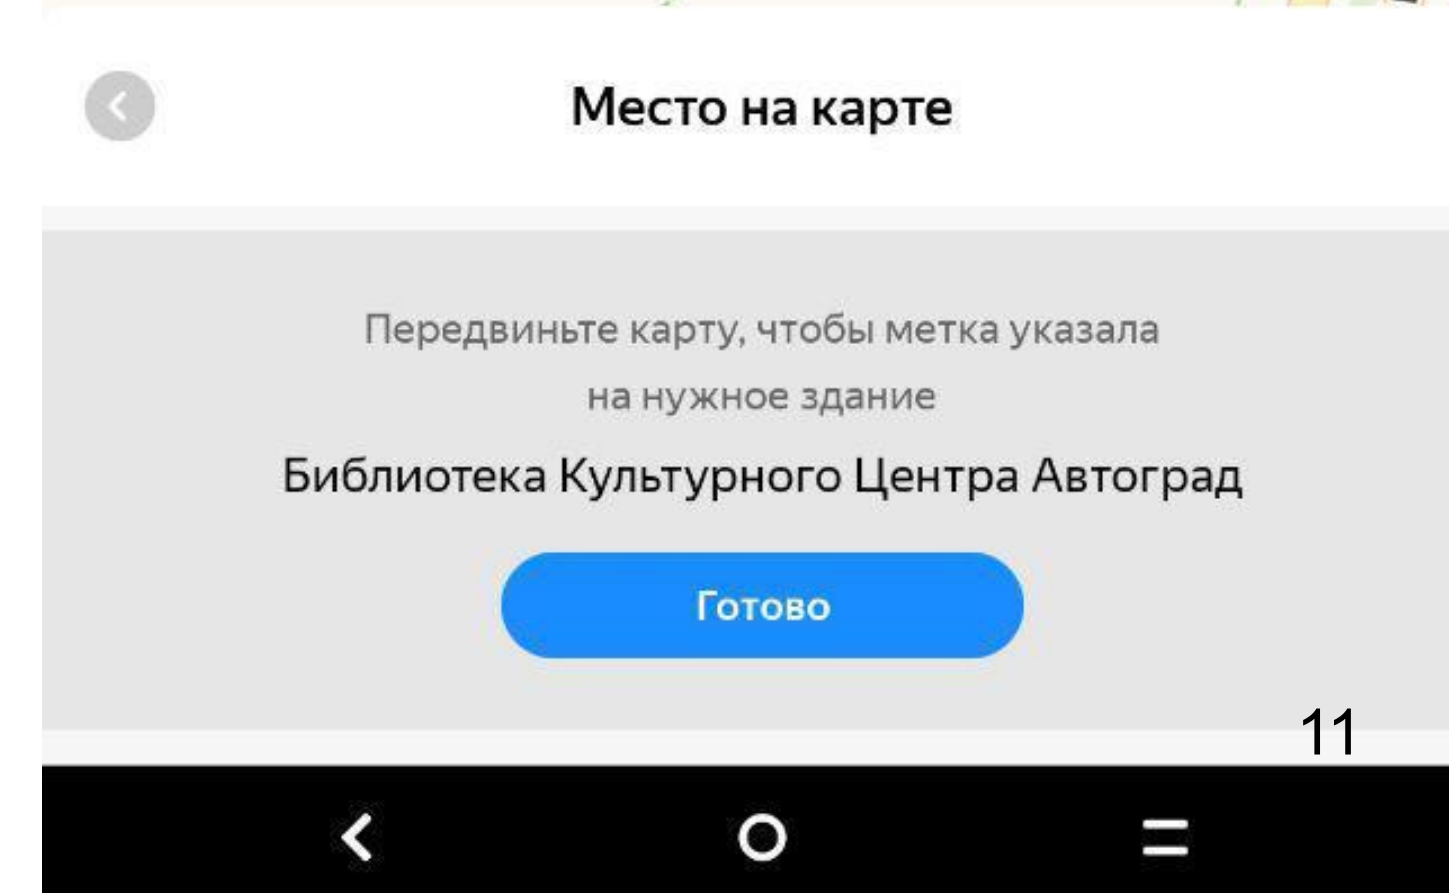 Место на карте
Передвиньте карту, чтобы метка указала
на нужное здание
Библиотека Культурного Центра Автоград
Готово
11